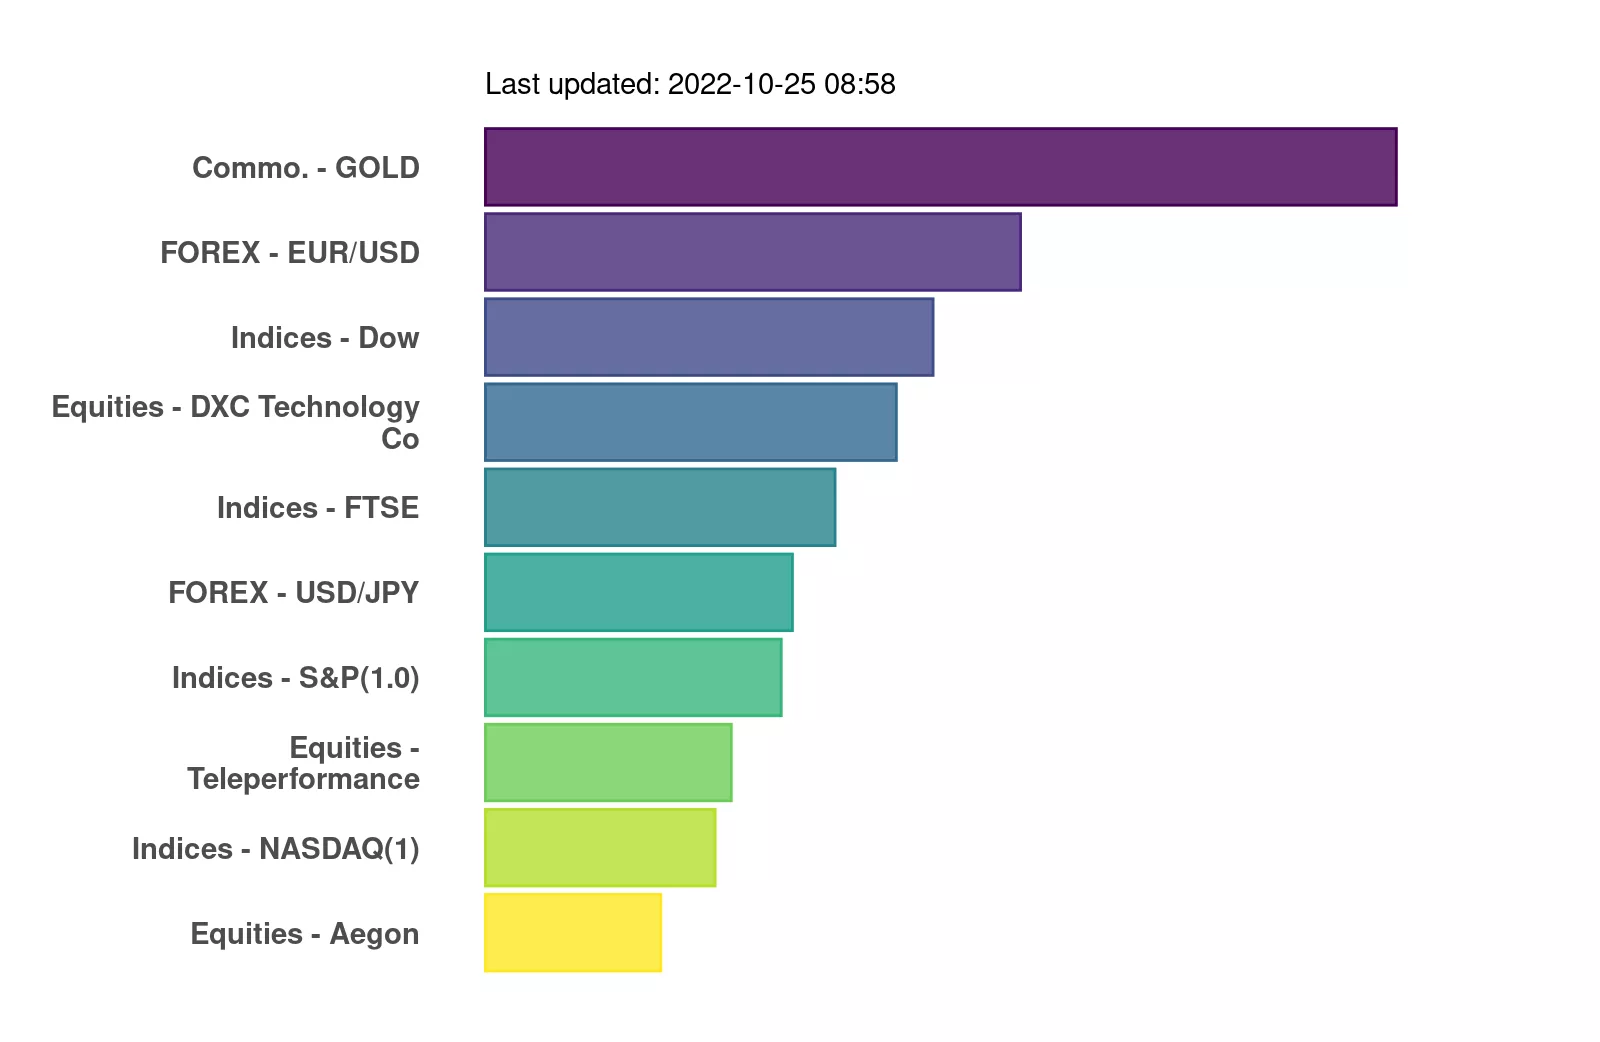 Last updated: 2022-10-25 08:58
Commo. - GOLD
FOREX - EUR/USD
Indices - Dow
Equities - DXC Technology
Co
Indices - FTSE
FOREX - USD/JPY
Indices - S&P(1.0)
Equities -
Teleperformance
Indices - NASDAQ(1)
Equities - Aegon